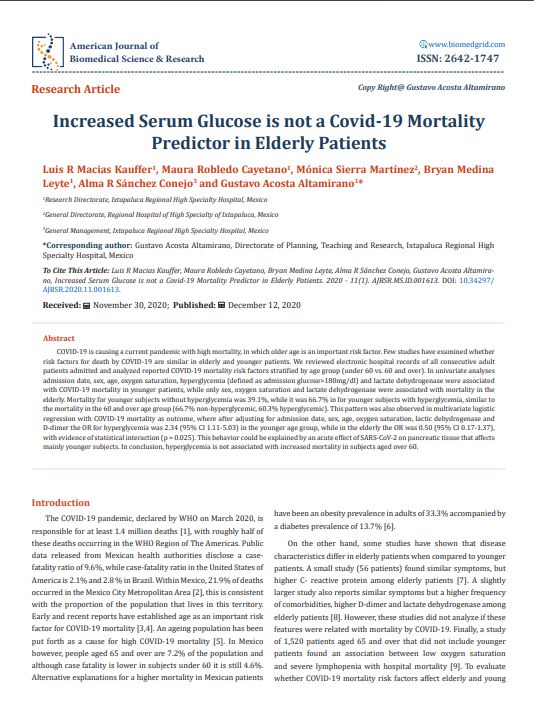 American Journal of
Biomedical Science & Research
www.biomedgrid.com
ISSN: 2642-1747
Research Article
Copy Right@ Gustavo Acosta Altamirano
Increased Serum Glucose is not a Covid-19 Mortality
Predictor in Elderly Patients
Luis R Macias Kauffer¹, Maura Robledo Cayetano¹, Mónica Sierra Martínez², Bryan Medina
Leyte¹, Alma R Sánchez Conejo³ and Gustavo Acosta Altamirano¹*
¹Research Directorate, Ixtapaluca Regional High Specialty Hospital, Mexico
²General Directorate, Regional Hospital of High Specialty of Ixtapaluca, Mexico
³General Management, Ixtapaluca Regional High Specialty Hospital, Mexico
*Corresponding author: Gustavo Acosta Altamirano, Directorate of Planning, Teaching and Research, Ixtapaluca Regional High
Specialty Hospital, Mexico
To Cite This Article: Luis R Macias Kauffer, Maura Robledo Cayetano, Bryan Medina Leyte, Alma R Sánchez Conejo, Gustavo Acosta Altamira-
no, Increased Serum Glucose is not a Covid-19 Mortality Predictor in Elderly Patients. 2020 - 11(1). AJBSR.MS.ID.001613. DOI: 10.34297/
AJBSR.2020.11.001613.
Received: November 30, 2020; Published: December 12, 2020
Abstract
COVID-19 is causing a current pandemic with high mortality, in which older age is an important risk factor. Few studies have examined whether
risk factors for death by COVID-19 are similar in elderly and younger patients. We reviewed electronic hospital records of all consecutive adult
patients admitted and analyzed reported COVID-19 mortality risk factors stratified by age group (under 60 vs. 60 and over). In univariate analyses
admission date, sex, age, oxygen saturation, hyperglycemia (defined as admission glucose>180mg/dl) and lactate dehydrogenase were associated
with COVID-19 mortality in younger patients, while only sex, oxygen saturation and lactate dehydrogenase were associated with mortality in the
elderly. Mortality for younger subjects without hyperglycemia was 39.1%, while it was 66.7% in for younger subjects with hyperglycemia, similar to
the mortality in the 60 and over age group (66.7% non-hyperglycemic, 60.3% hyperglycemic). This pattern was also observed in multivariate logistic
regression with COVID-19 mortality as outcome, where after adjusting for admission date, sex, age, oxygen saturation, lactic dehydrogenase and
D-dimer the OR for hyperglycemia was 2.34 (95% CI 1.11-5.03) in the younger age group, while in the elderly the OR was 0.50 (95% CI 0.17-1.37),
with evidence of statistical interaction (p = 0.025). This behavior could be explained by an acute effect of SARS-CoV-2 on pancreatic tissue that affects
mainly younger subjects. In conclusion, hyperglycemia is not associated with increased mortality in subjects aged over 60.
Introduction
The COVID-19 pandemic, declared by WHO on March 2020, is
responsible for at least 1.4 million deaths [1], with roughly half of
these deaths occurring in the WHO Region of The Americas. Public
data released from Mexican health authorities disclose a case-
fatality ratio of 9.6%, while case-fatality ratio in the United States of
America is 2.1% and 2.8 % in Brazil. Within Mexico, 21.9% of deaths
occurred in the Mexico City Metropolitan Area [2], this is consistent
with the proportion of the population that lives in this territory.
Early and recent reports have established age as an important risk
factor for COVID-19 mortality [3,4]. An ageing population has been
put forth as a cause for high COVID-19 mortality [5]. In Mexico
however, people aged 65 and over are 7.2% of the population and
although case fatality is lower in subjects under 60 it is still 4.6%.
Alternative explanations for a higher mortality in Mexican patients
have been an obesity prevalence in adults of 33.3% accompanied by
a diabetes prevalence of 13.7% [6].
On the other hand, some studies have shown that disease
characteristics differ in elderly patients when compared to younger
patients. A small study (56 patients) found similar symptoms, but
higher C- reactive protein among elderly patients [7]. A slightly
larger study also reports similar symptoms but a higher frequency
of comorbidities, higher D-dimer and lactate dehydrogenase among
elderly patients [8]. However, these studies did not analyze if these
features were related with mortality by COVID-19. Finally, a study
of 1,520 patients aged 65 and over that did not include younger
patients found an association between low oxygen saturation
and severe lymphopenia with hospital mortality [9]. To evaluate
whether COVID-19 mortality risk factors affect elderly and young